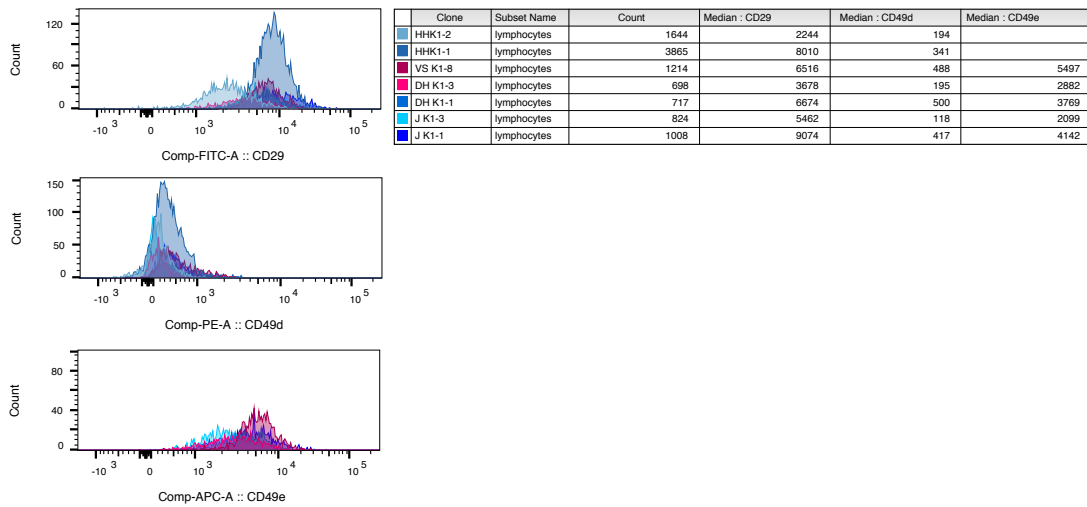 120
60
0
Count
-10 3 0 10 3 10 4 10 5
Comp-FITC-A :: CD29
Clone Subset Name Count Median : CD29 Median : CD49d Median : CD49e
HHK1-2 lymphocytes 1644 2244 194
HHK1-1 lymphocytes 3865 8010 341
VS K1-8 lymphocytes 1214 6516 488 5497
DH K1-3 lymphocytes 698 3678 195 2882
DH K1-1 lymphocytes 717 6674 500 3769
J K1-3 lymphocytes 824 5462 118 2099
J K1-1 lymphocytes 1008 9074 417 4142
150
100
50
0
Count
-10 3 0 10 3 10 4 10 5
Comp-PE-A :: CD49d
80
40
0
Count
-10 3 0 10 3 10 4 10 5
Comp-APC-A :: CD49e